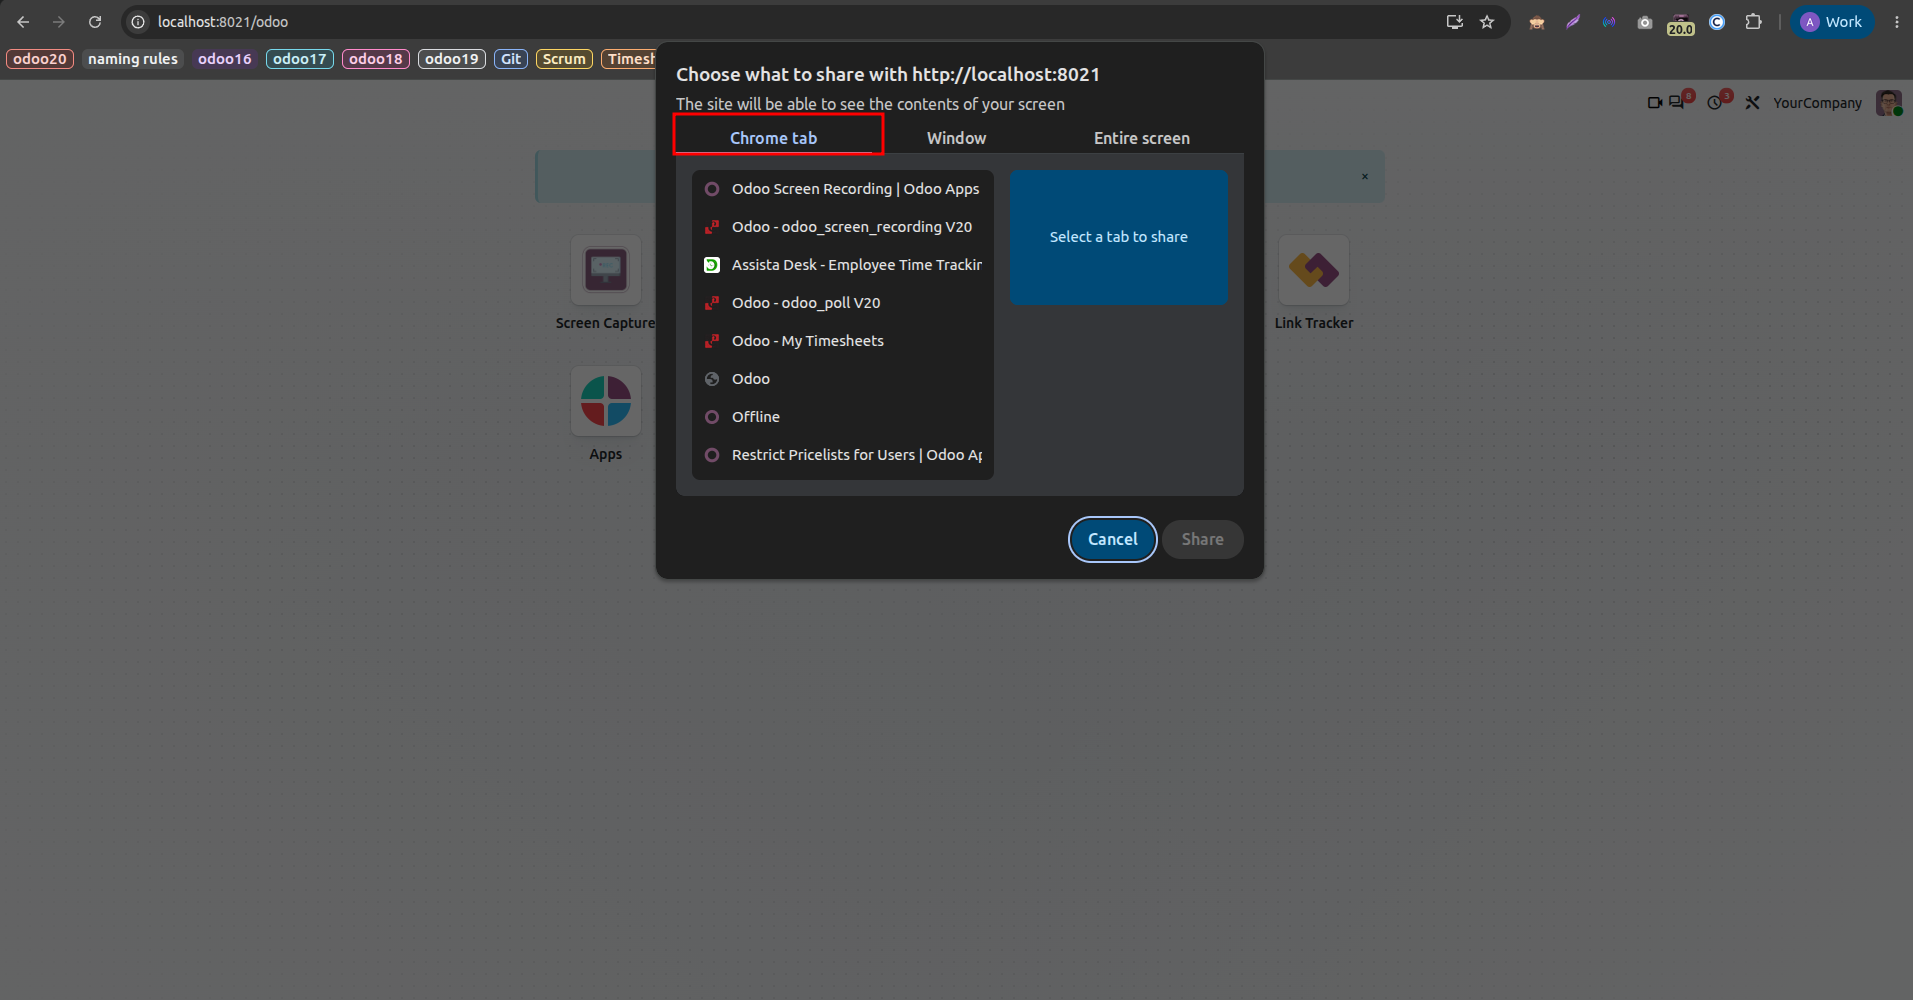 localhost:8021/odoo
20.0
A Work
odoo20 naming rules odoo16 odoo17 odoo18 odoo19 Git Scrum Timesh
Choose what to share with http://localhost:8021
The site will be able to see the contents of your screen
8 3 YourCompany
Chrome tab Window Entire screen
Odoo Screen Recording | Odoo Apps
Odoo - odoo_screen_recording V20
Select a tab to share
Assista Desk - Employee Time Trackin
Odoo - odoo_poll V20
Screen Capture
Link Tracker
Odoo - My Timesheets
Odoo
Offline
Apps
Restrict Pricelists for Users | Odoo Ap
Cancel Share